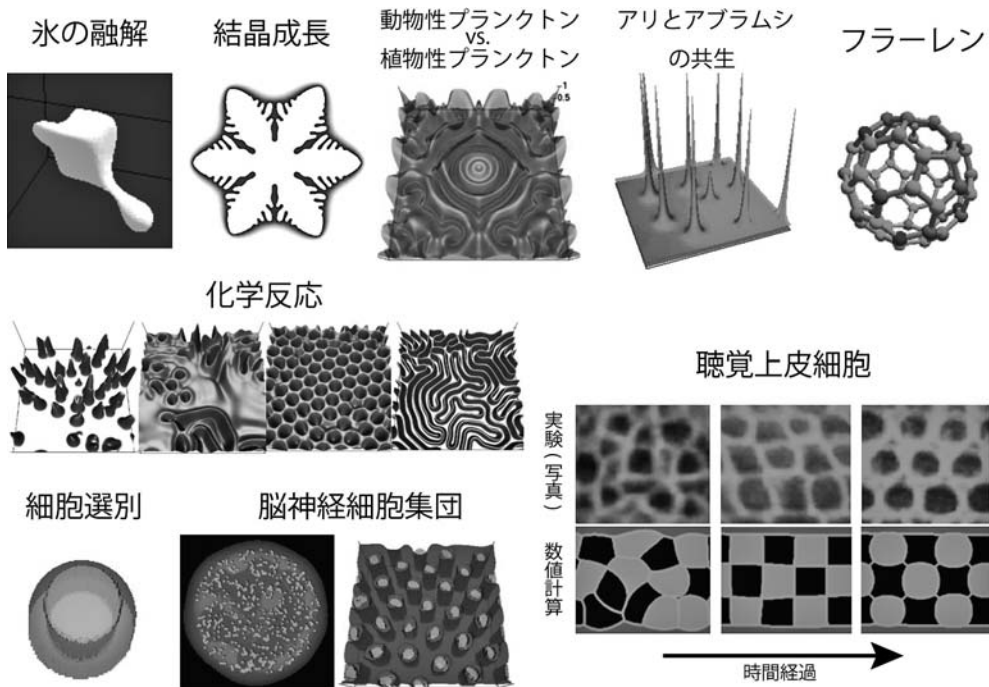 氷の融解
結晶成長
動物性プランクトン
vs.
植物性プランクトン
アリとアブラムシ
の共生
フラーレン
1
0.5
化学反応
聴覚上皮細胞
実験(写真)
数値計算
時間経過
細胞選別
脳神経細胞集団